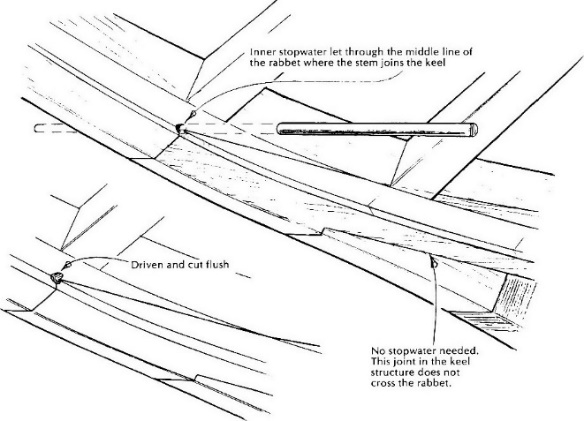 Inner stopwater let through the middle line of
the rabbet where the stem joins the keel
Driven and cut flush
No stopwater needed.
This joint in the keel
structure does not
cross the rabbet.